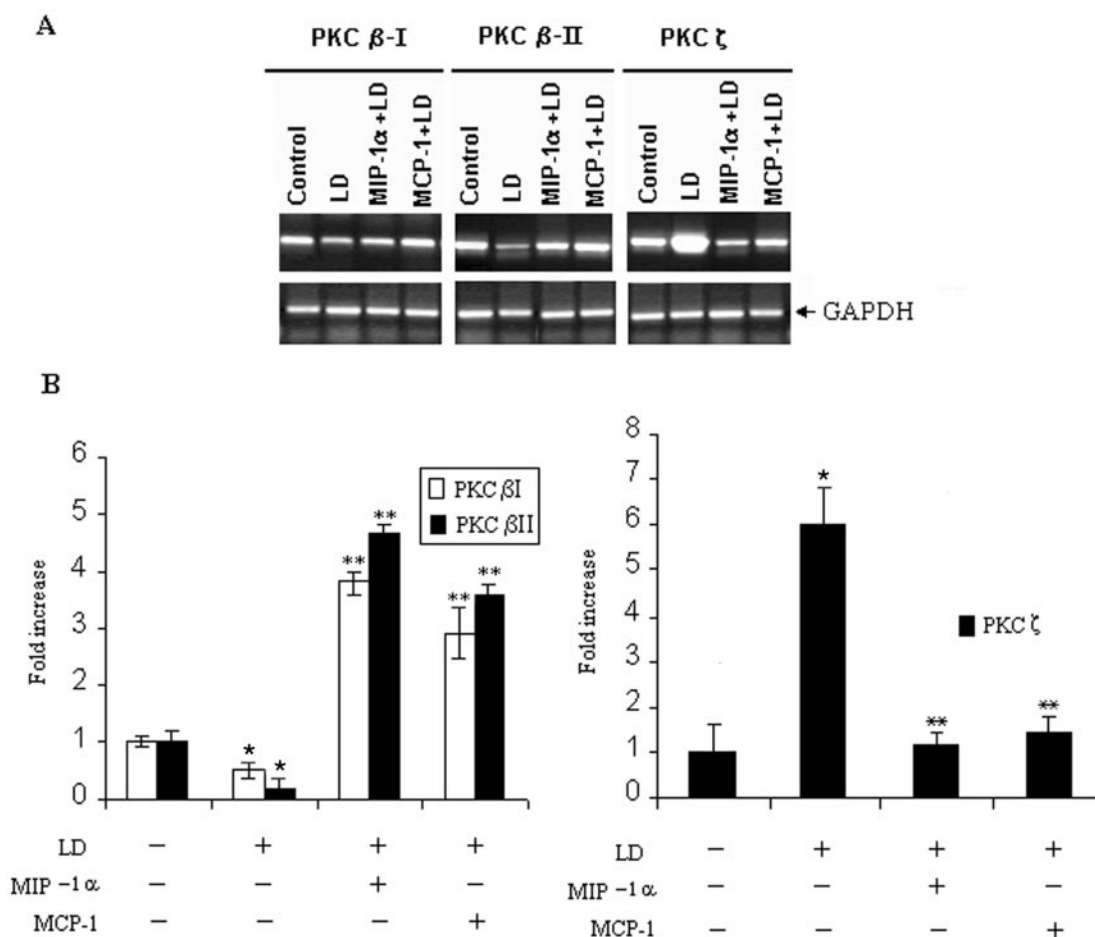 A
PKC β-I
PKC β-II
PKC ζ
Control
LD
MIP-1α +LD
MCP-1+LD
Control
LD
MIP-1α +LD
MCP-1+LD
Control
LD
MIP-1α +LD
MCP-1+LD
GAPDH
B
Fold increase
6
5
4
3
2
1
0
PKC βI
PKC βII
*
*
**
**
**
**
LD − + + +
MIP −1α − − + −
MCP-1 − − − +
Fold increase
8
7
6
5
4
3
2
1
0
PKC ζ
*
**
**
LD − + + +
MIP −1α − − + −
MCP-1 − − − +